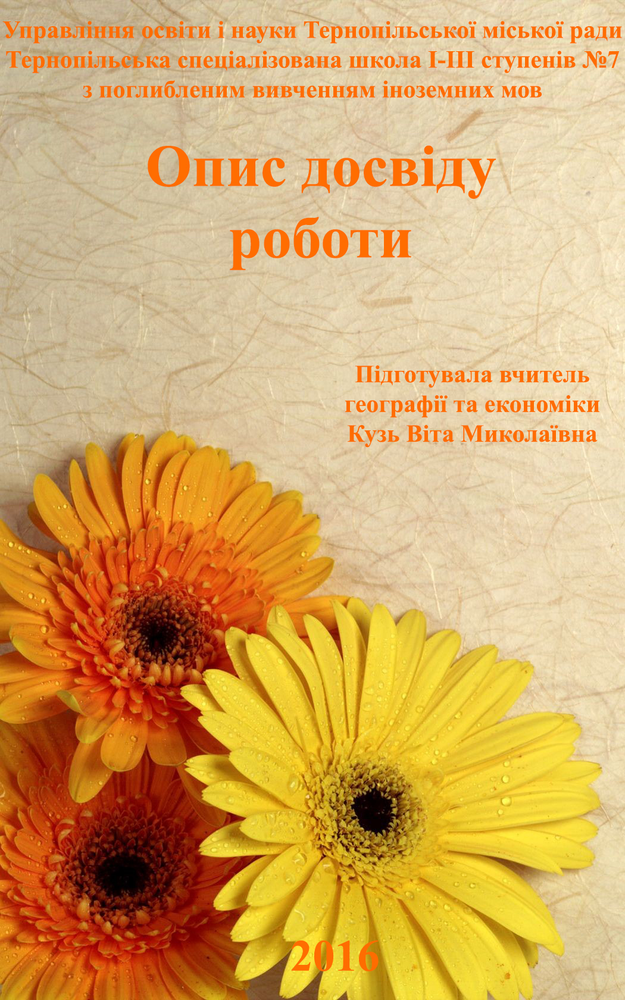 Управління освіти і науки Тернопільської міської ради
Тернопільська спеціалізована школа І-ІІІ ступенів №7
з поглибленим вивченням іноземних мов
Опис досвіду
роботи
Підготувала вчитель
географії та економіки
Кузь Віта Миколаївна
2016